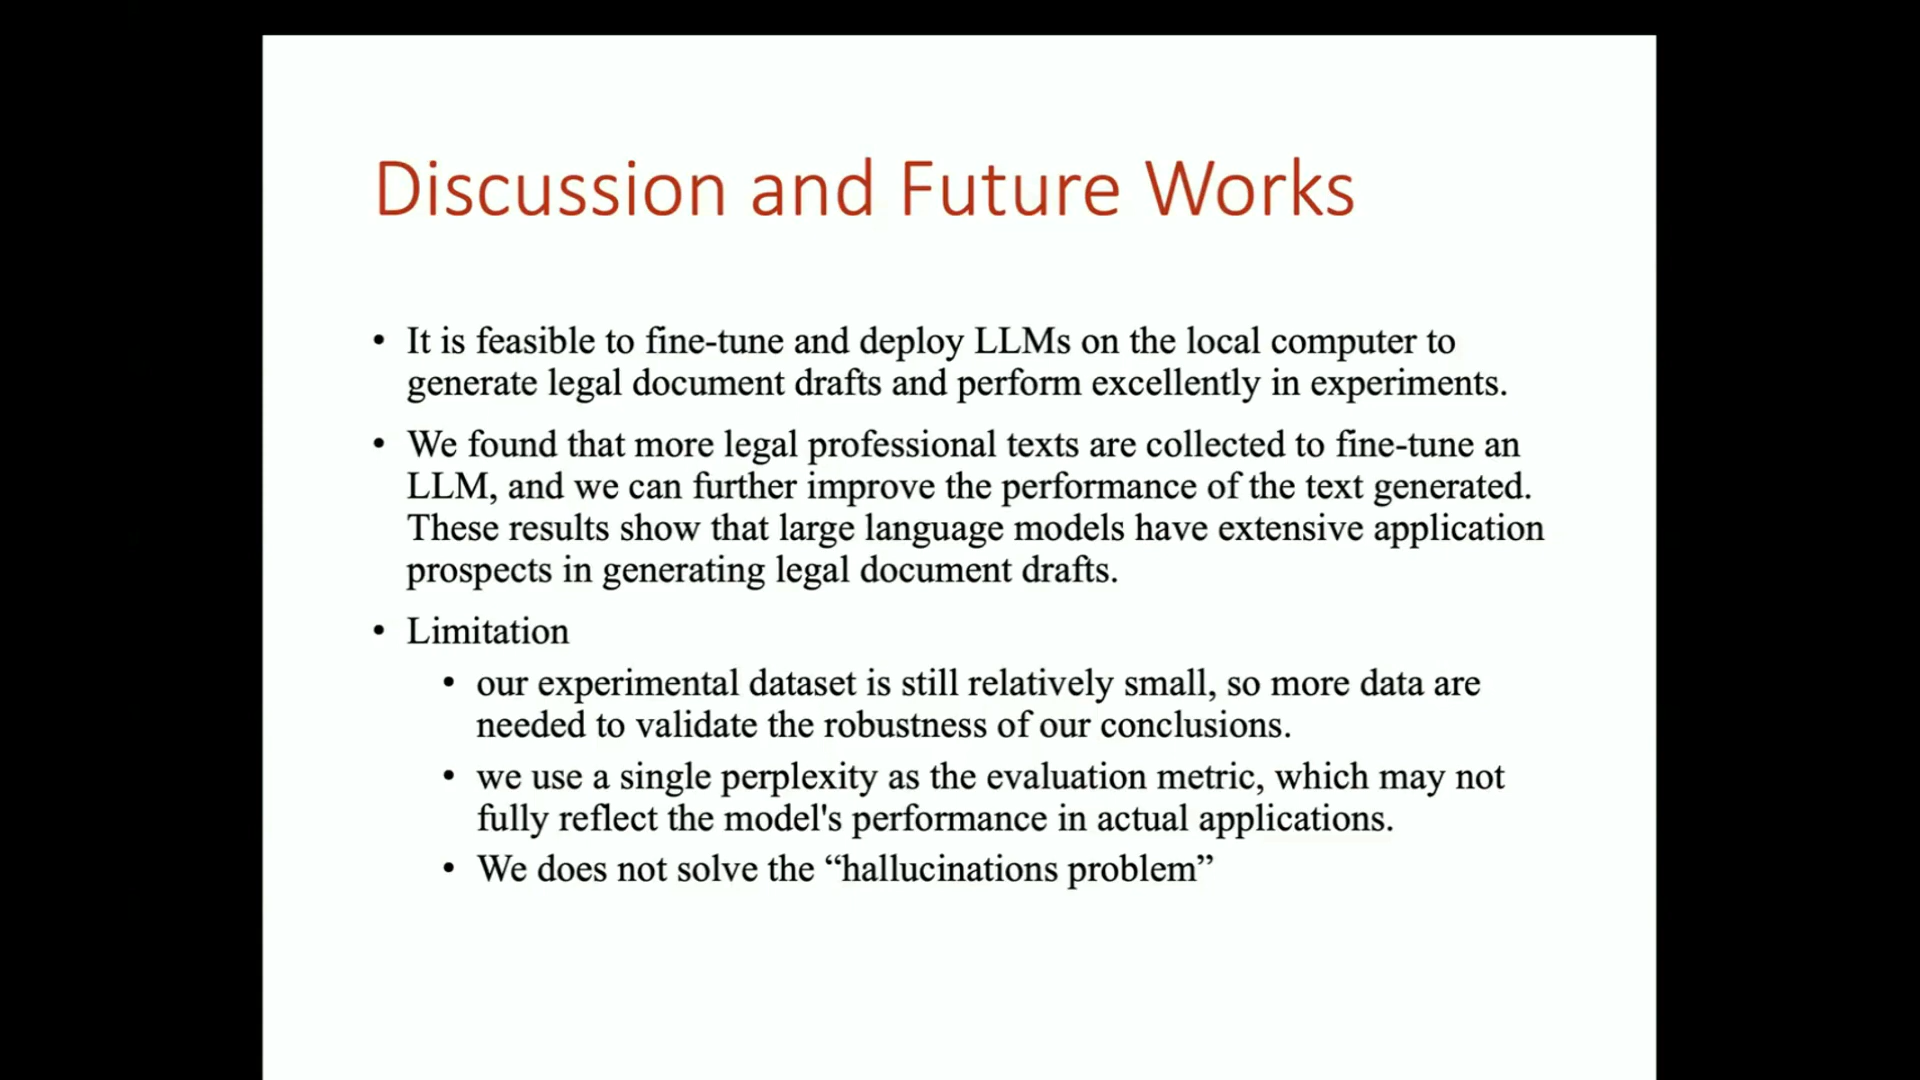 Discussion and Future Works
• It is feasible to fine-tune and deploy LLMs on the local computer to
generate legal document drafts and perform excellently in experiments.
• We found that more legal professional texts are collected to fine-tune an
LLM, and we can further improve the performance of the text generated.
These results show that large language models have extensive application
prospects in generating legal document drafts.
• Limitation
• our experimental dataset is still relatively small, so more data are
needed to validate the robustness of our conclusions.
• we use a single perplexity as the evaluation metric, which may not
fully reflect the model's performance in actual applications.
• We does not solve the “hallucinations problem”